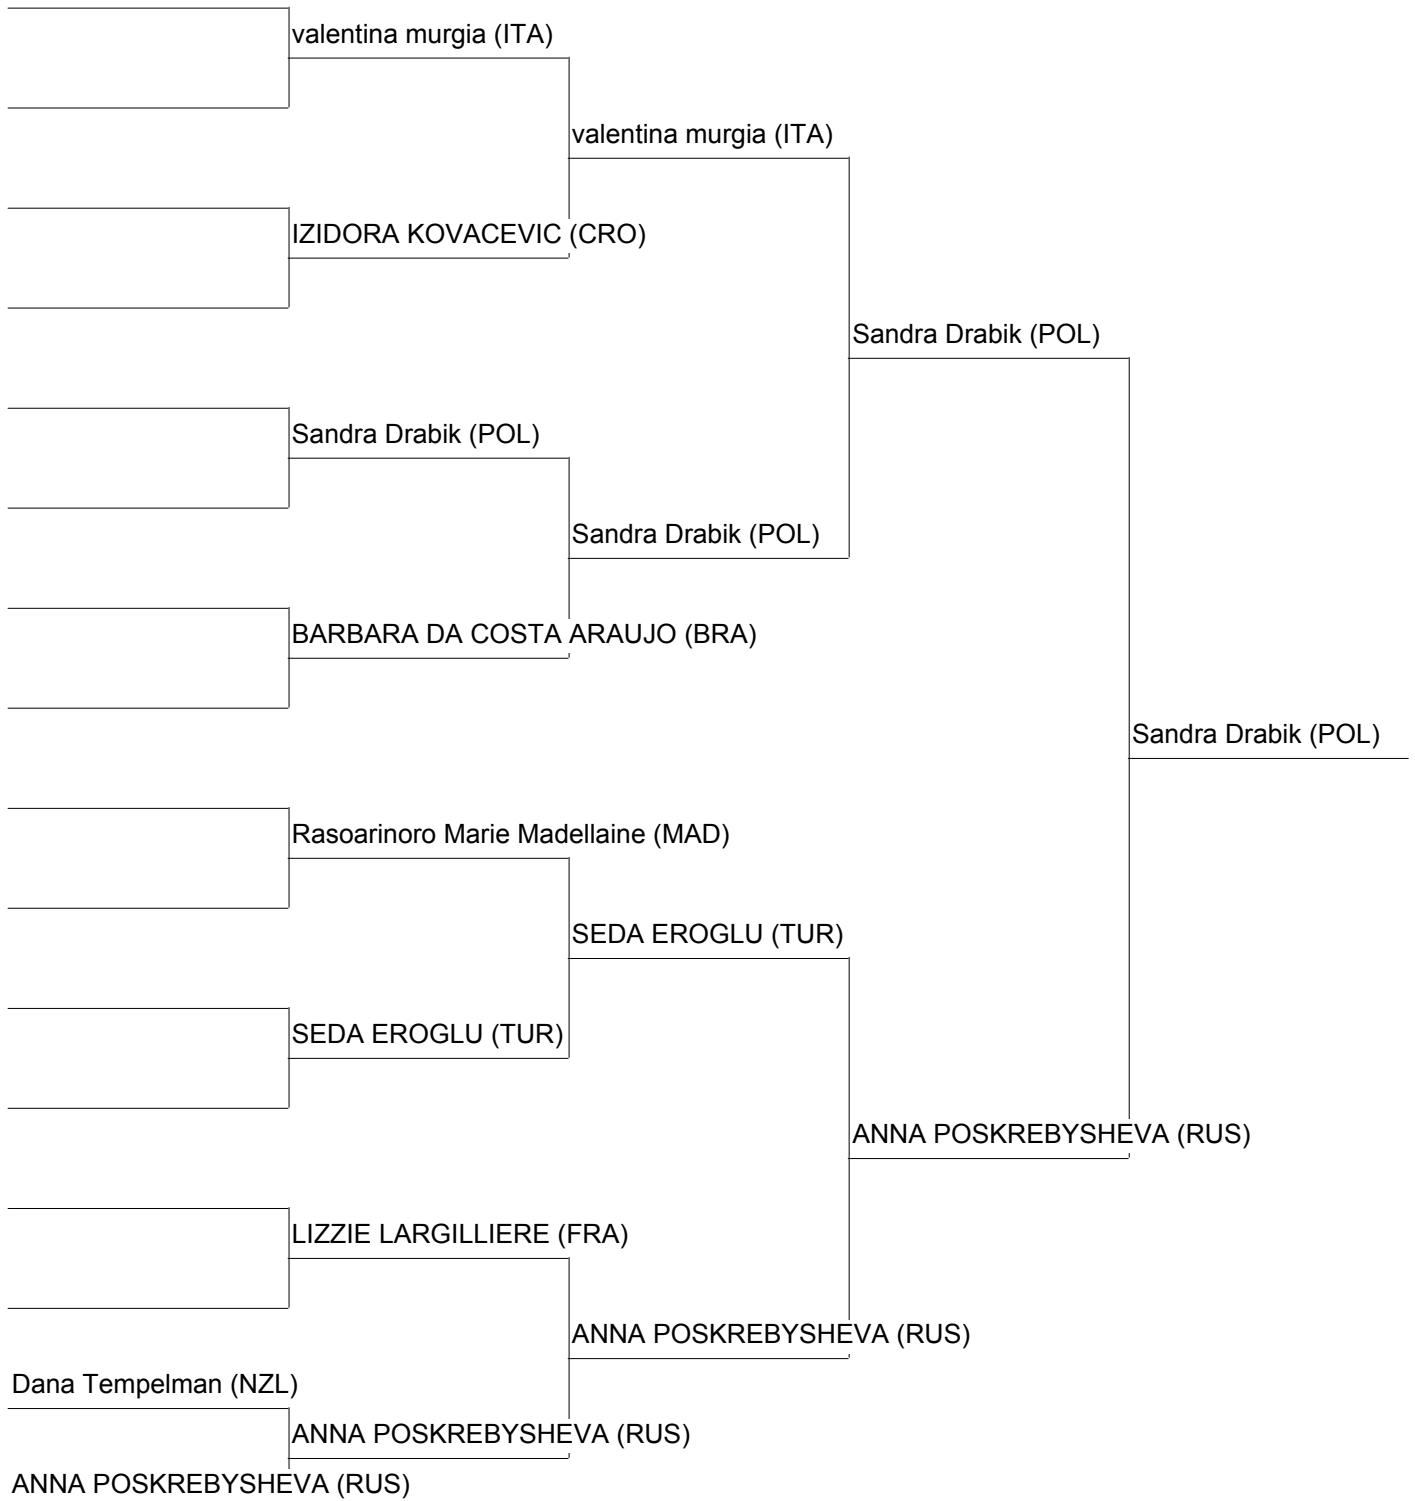 valentina murgia (ITA)
valentina murgia (ITA)
IZIDORA KOVACEVIC (CRO)
Sandra Drabik (POL)
Sandra Drabik (POL)
Sandra Drabik (POL)
BARBARA DA COSTA ARAUJO (BRA)
Sandra Drabik (POL)
Rasoarinoro Marie Madellaine (MAD)
SEDA EROGLU (TUR)
SEDA EROGLU (TUR)
ANNA POSKREBYSHEVA (RUS)
LIZZIE LARGILLIERE (FRA)
ANNA POSKREBYSHEVA (RUS)
Dana Tempelman (NZL)
ANNA POSKREBYSHEVA (RUS)
ANNA POSKREBYSHEVA (RUS)